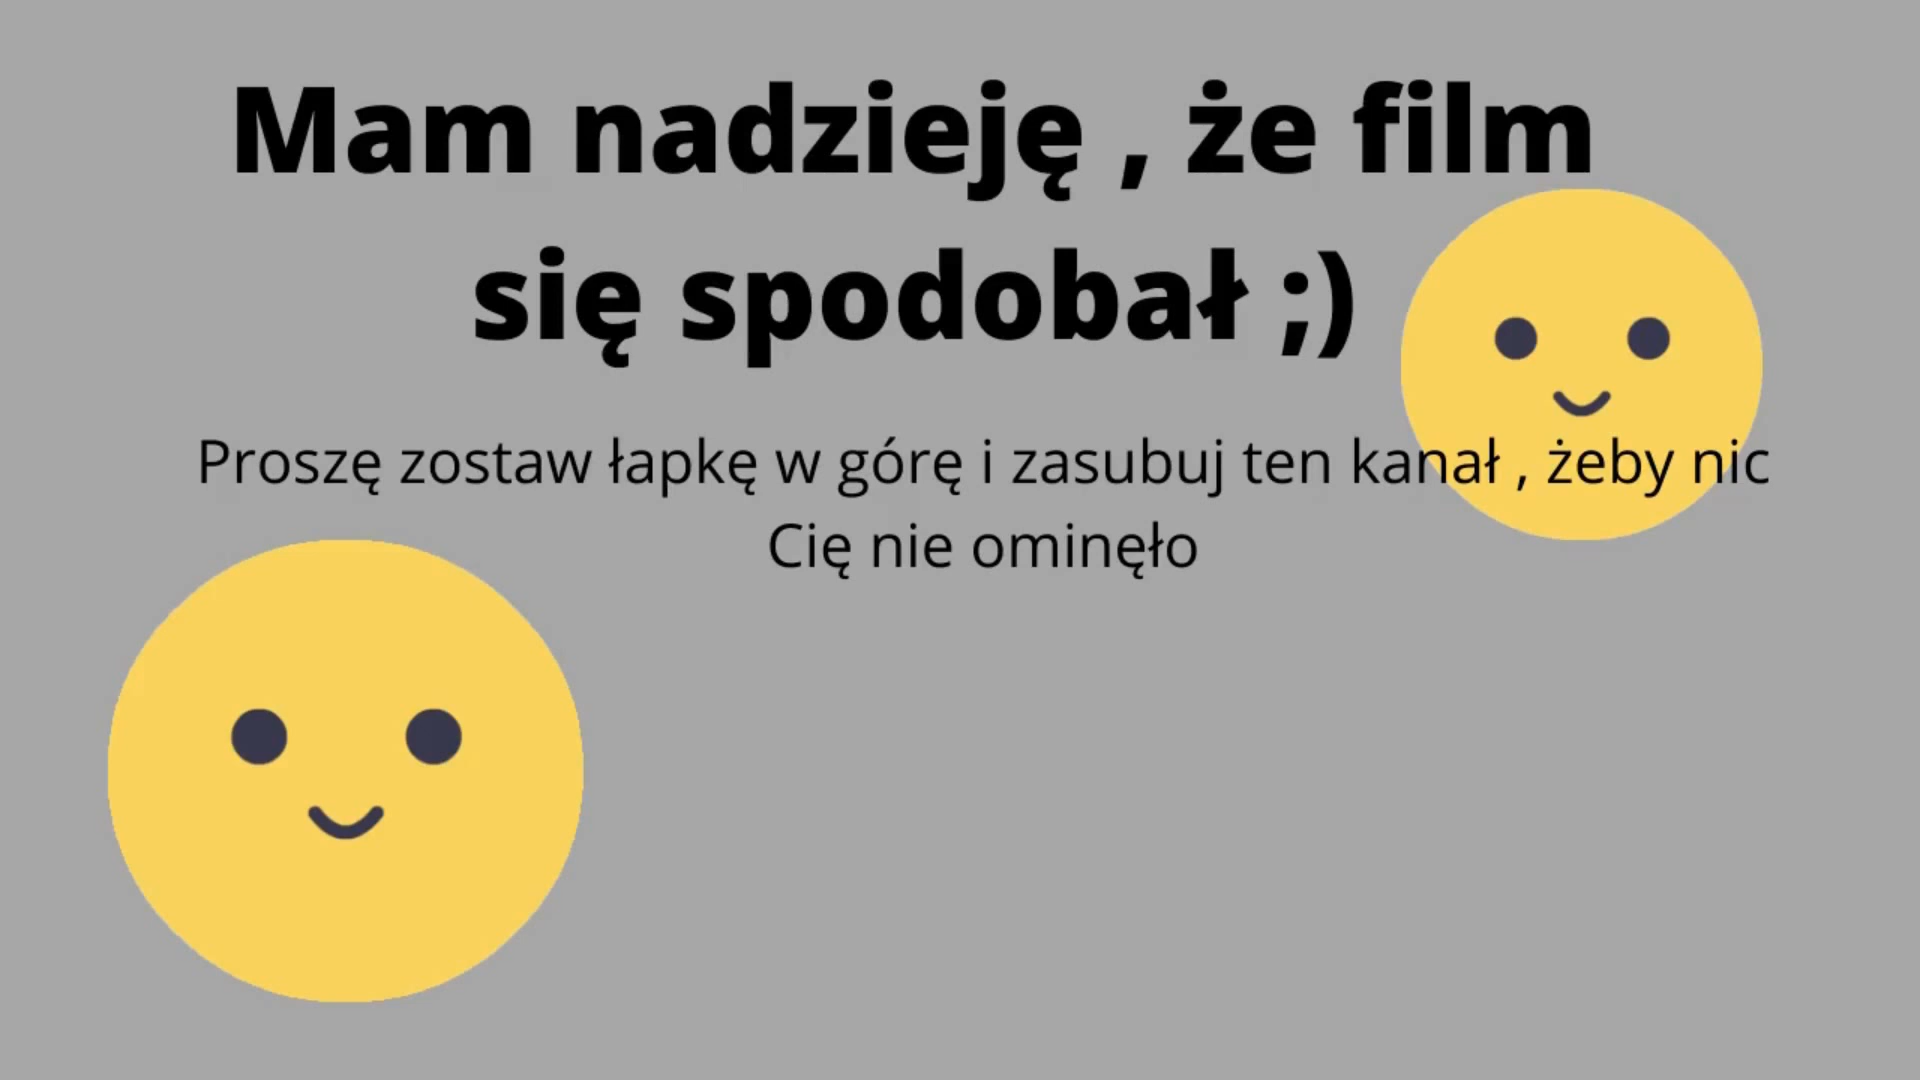 Mam nadzieję , że film
się spodobał ;)
Proszę zostaw łapkę w górę i zasubuj ten kanał , żeby nic
Cię nie ominęło